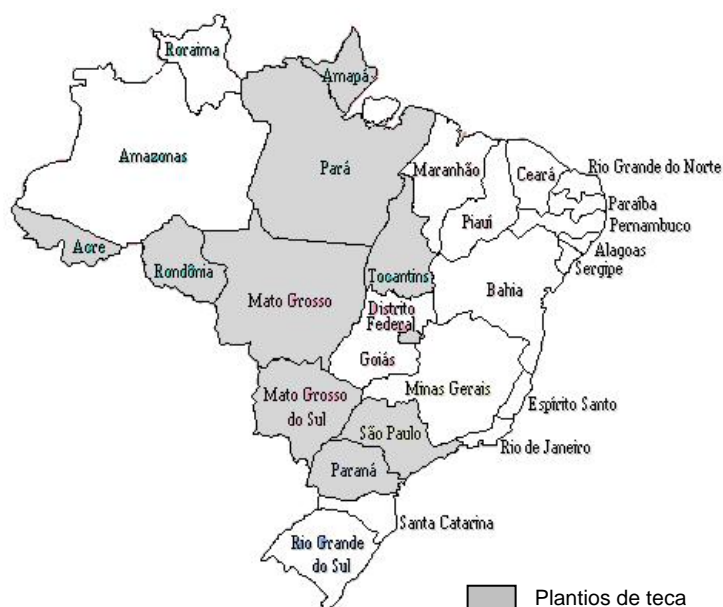 Roraima
Amapá
Amazonas
Pará
Maranhão
Ceará
Rio Grande do Norte
Paraíba
Piauí
Pernambuco
Acre
Alagoas
Rondônia
Tocantins
Sergipe
Mato Grosso
Bahia
Distrito
Federal
Goiás
Minas Gerais
Mato Grosso
do Sul
Espírito Santo
São Paulo
Rio de Janeiro
Paraná
Santa Catarina
Rio Grande
do Sul
Plantios de teca